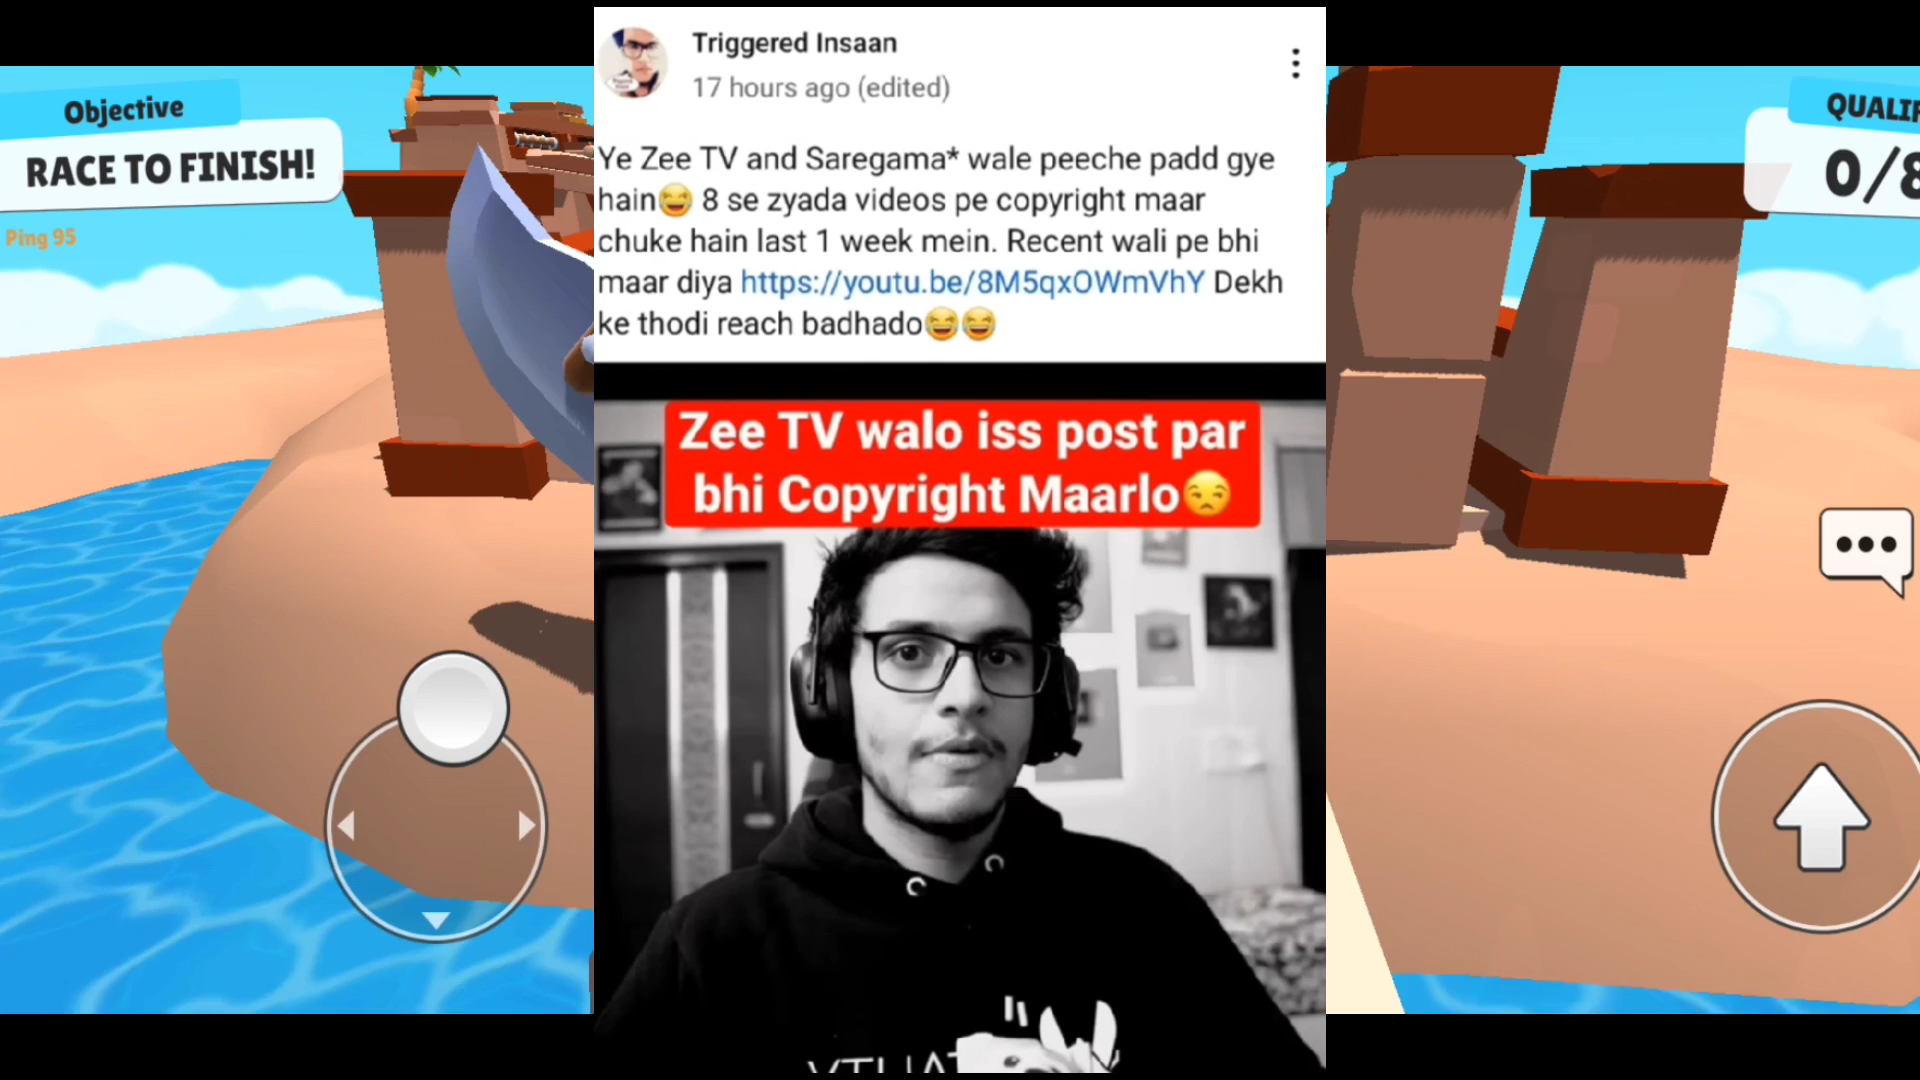 Objective
RACE TO FINISH!
Ping 95
Triggered Insaan
17 hours ago (edited)
Ye Zee TV and Saregama* wale peeche padd gye
hain😆 8 se zyada videos pe copyright maar
chuke hain last 1 week mein. Recent wali pe bhi
maar diya https://youtu.be/8M5qxOWmVhY Dekh
ke thodi reach badhado😆😆
Zee TV walo iss post par
bhi Copyright Maarlo😒
QUALIF
0/8